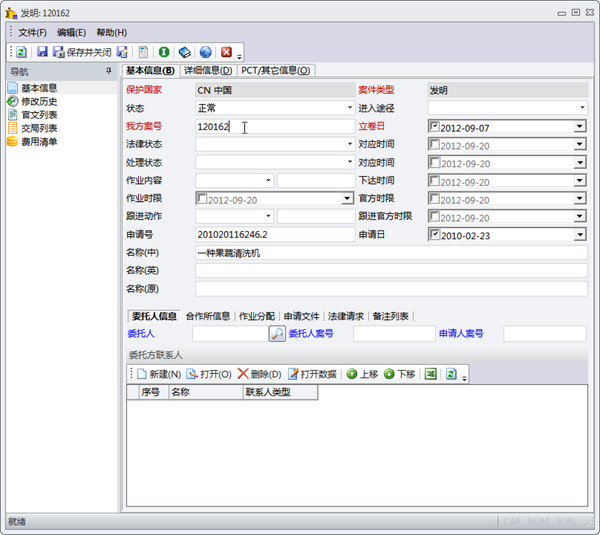 发明: 120162
文件(F) 编辑(E) 帮助(H)
保存并关闭
导航
基本信息
修改历史
官文列表
交局列表
费用清单
基本信息(B) 详细信息(D) PCT/其它信息(O)
保护国家 CN 中国 案件类型 发明
状态 正常 进入途径
我方案号 120162 立卷日 2012-09-07
法律状态 对应时间 2012-09-20
处理状态 对应时间 2012-09-20
作业内容 下达时间 2012-09-20
作业时限 2012-09-20 官方时限 2012-09-20
跟进动作 跟进官方时限 2012-09-20
申请号 201020116246.2 申请日 2010-02-23
名称(中) 一种果蔬清洗机
名称(英)
名称(原)
委托人信息 合作所信息 作业分配 申请文件 法律请求 备注列表
委托人 委托人案号 申请人案号
委托方联系人
新建(N) 打开(O) 删除(D) 打开数据 上移 下移
序号 名称 联系人类型
就绪 CAP NUM SCRL